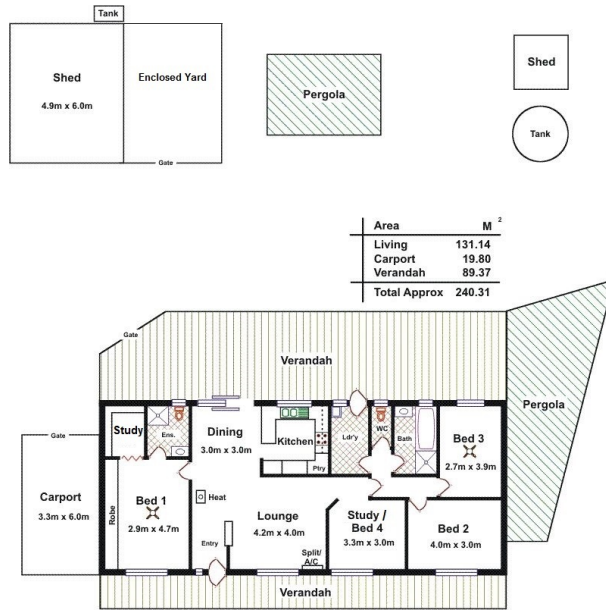 Tank
Shed
4.9m x 6.0m
Enclosed Yard
Gate
Pergola
Shed
Tank
Area M 2
Living 131.14
Carport 19.80
Verandah 89.37
Total Approx 240.31
Gate
Verandah
Pergola
Gate
Study
Ens.
Dining
3.0m x 3.0m
Kitchen
Ptry
Ldr'y
WC
Bath
Bed 3
2.7m x 3.9m
Carport
3.3m x 6.0m
Robe
Bed 1
2.9m x 4.7m
Heat
Entry
Lounge
4.2m x 4.0m
Split/
A/C
Study /
Bed 4
3.3m x 3.0m
Bed 2
4.0m x 3.0m
Verandah